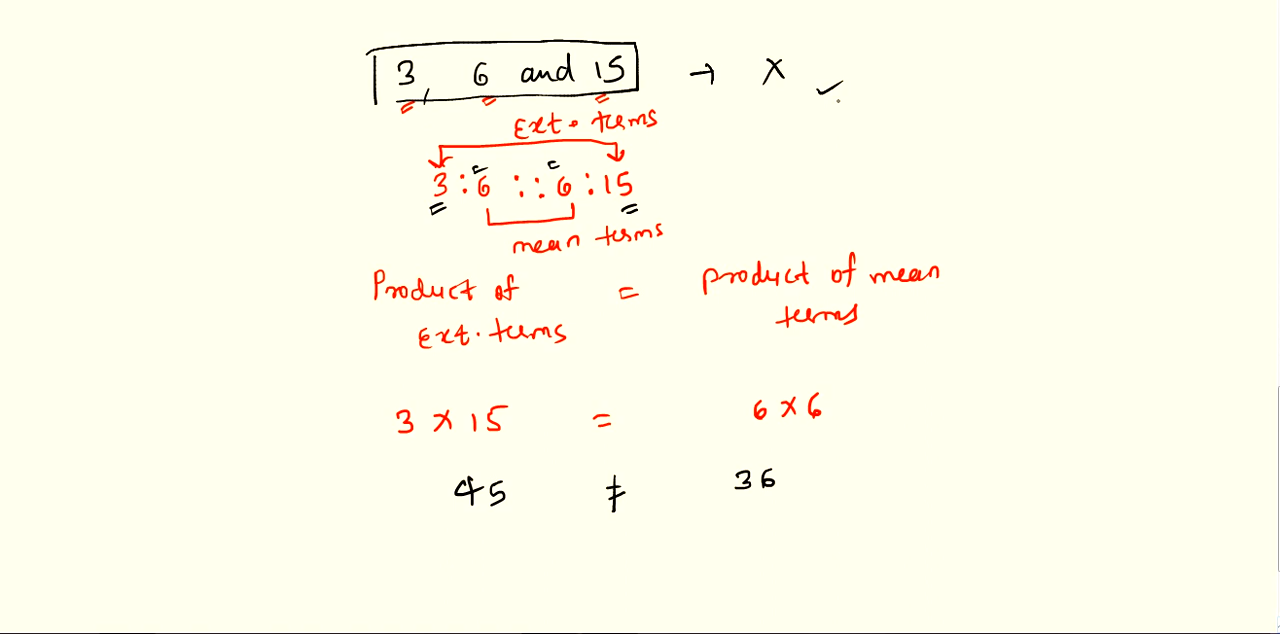 3, 6 and 15 → X ✓
Ext. terms
3 : 6 :: 6 : 15
mean terms
Product of = product of mean
Ext. terms terms
3 × 15 = 6 × 6
45 ≠ 36